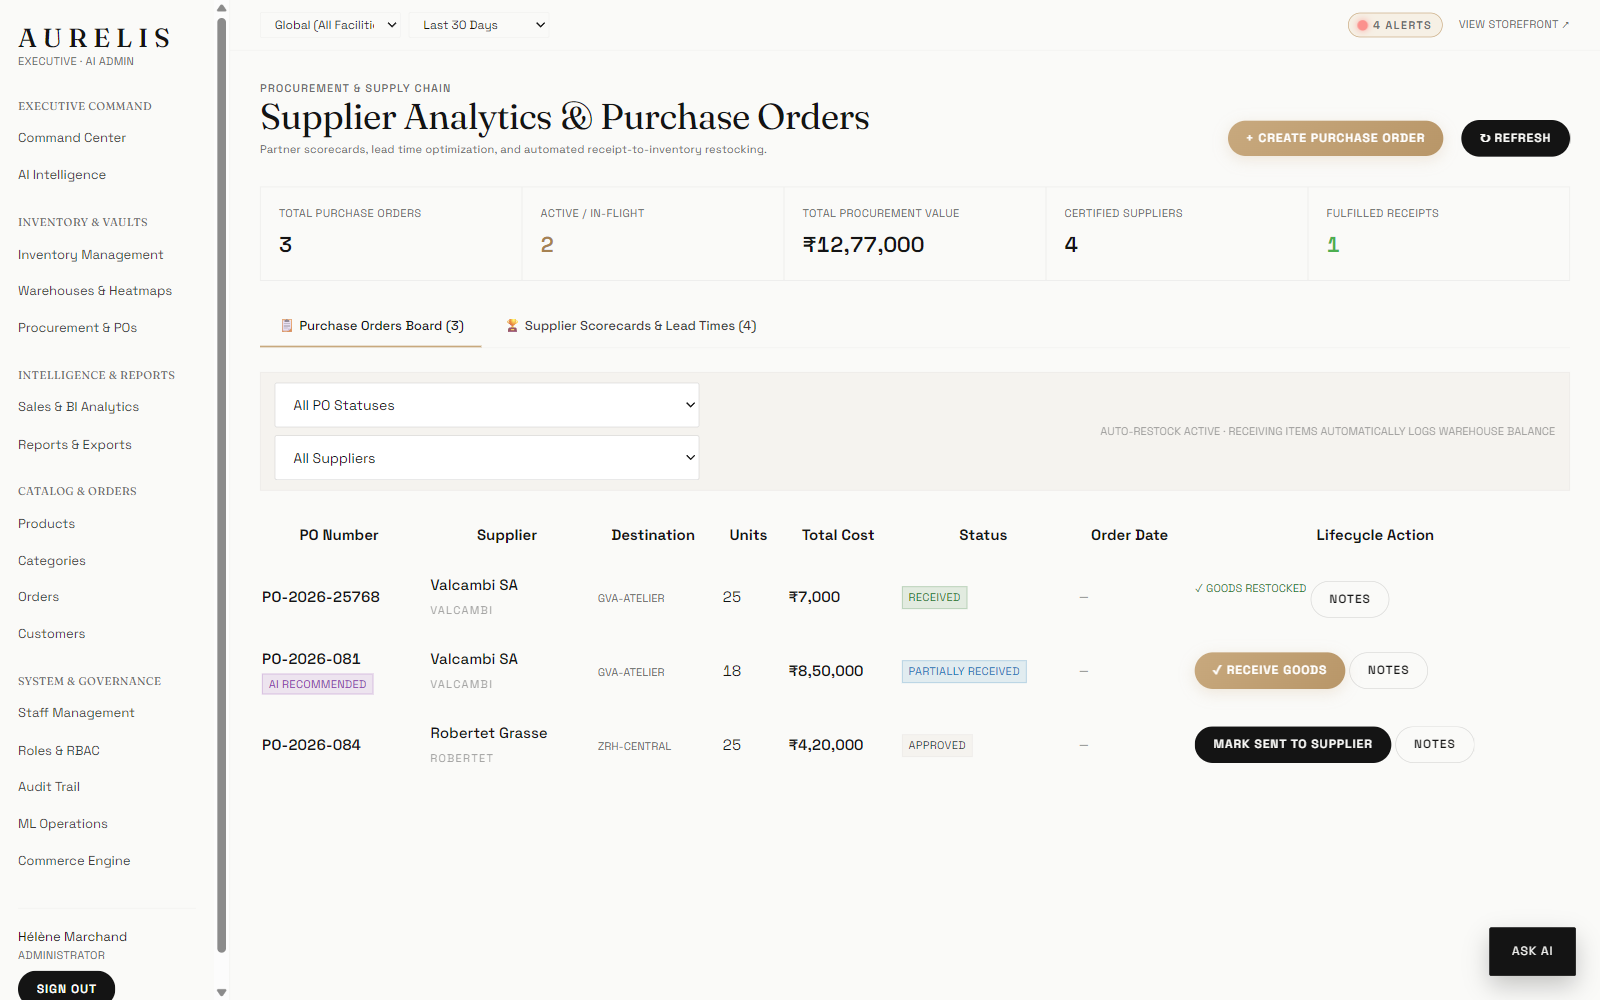 AURELIS
EXECUTIVE · AI ADMIN
EXECUTIVE COMMAND
Command Center
AI Intelligence
INVENTORY & VAULTS
Inventory Management
Warehouses & Heatmaps
Procurement & POs
INTELLIGENCE & REPORTS
Sales & BI Analytics
Reports & Exports
CATALOG & ORDERS
Products
Categories
Orders
Customers
SYSTEM & GOVERNANCE
Staff Management
Roles & RBAC
Audit Trail
ML Operations
Commerce Engine
Hélène Marchand
ADMINISTRATOR
SIGN OUT
Global (All Faciliti
Last 30 Days
4 ALERTS
VIEW STOREFRONT ↗
PROCUREMENT & SUPPLY CHAIN
Supplier Analytics & Purchase Orders
Partner scorecards, lead time optimization, and automated receipt-to-inventory restocking.
+ CREATE PURCHASE ORDER
↻ REFRESH
TOTAL PURCHASE ORDERS
3
ACTIVE / IN-FLIGHT
2
TOTAL PROCUREMENT VALUE
₹12,77,000
CERTIFIED SUPPLIERS
4
FULFILLED RECEIPTS
1
Purchase Orders Board (3)
Supplier Scorecards & Lead Times (4)
All PO Statuses
All Suppliers
AUTO-RESTOCK ACTIVE · RECEIVING ITEMS AUTOMATICALLY LOGS WAREHOUSE BALANCE
PO Number Supplier Destination Units Total Cost Status Order Date Lifecycle Action
PO-2026-25768 Valcambi SA VALCAMBI GVA-ATELIER 25 ₹7,000 RECEIVED — ✓ GOODS RESTOCKED NOTES
PO-2026-081 AI RECOMMENDED Valcambi SA VALCAMBI GVA-ATELIER 18 ₹8,50,000 PARTIALLY RECEIVED — ✓ RECEIVE GOODS NOTES
PO-2026-084 Robertet Grasse ROBERTET ZRH-CENTRAL 25 ₹4,20,000 APPROVED — MARK SENT TO SUPPLIER NOTES
ASK AI